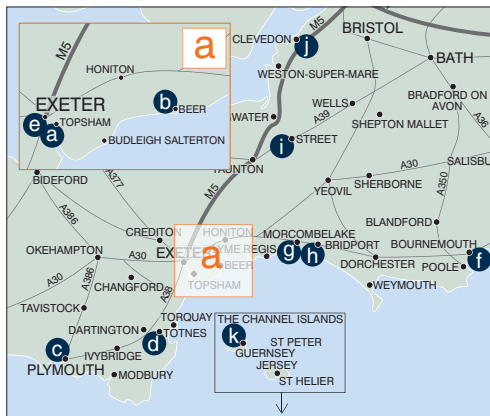 M5
a
HONITON
b
BEER
EXETER
e
TOPSHAM
a
BUDLEIGH SALTERTON
CLEVEDON
j
M5
BRISTOL
BATH
WESTON-SUPER-MARE
BRADFORD ON
AVON
A36
WELLS
A39
SHEPTON MALLET
WATER
i
STREET
TAUNTON
A30
SALISBU
YEOVIL
SHERBORNE
A350
BIDEFORD
A377
M5
A386
CREDITON
HONITON
MORCOMBELAKE
BLANDFORD
OKEHAMPTON
A30
EXETER
LYME REGIS
g
h
BRIDPORT
BOURNEMOUTH
f
A30
a
BEER
DORCHESTER
POOLE
CHANGFORD
A38
TOPSHAM
WEYMOUTH
A386
TAVISTOCK
TORQUAY
THE CHANNEL ISLANDS
DARTINGTON
TOTNES
k
ST PETER
c
d
GUERNSEY
IVYBRIDGE
PLYMOUTH
JERSEY
MODBURY
ST HELIER